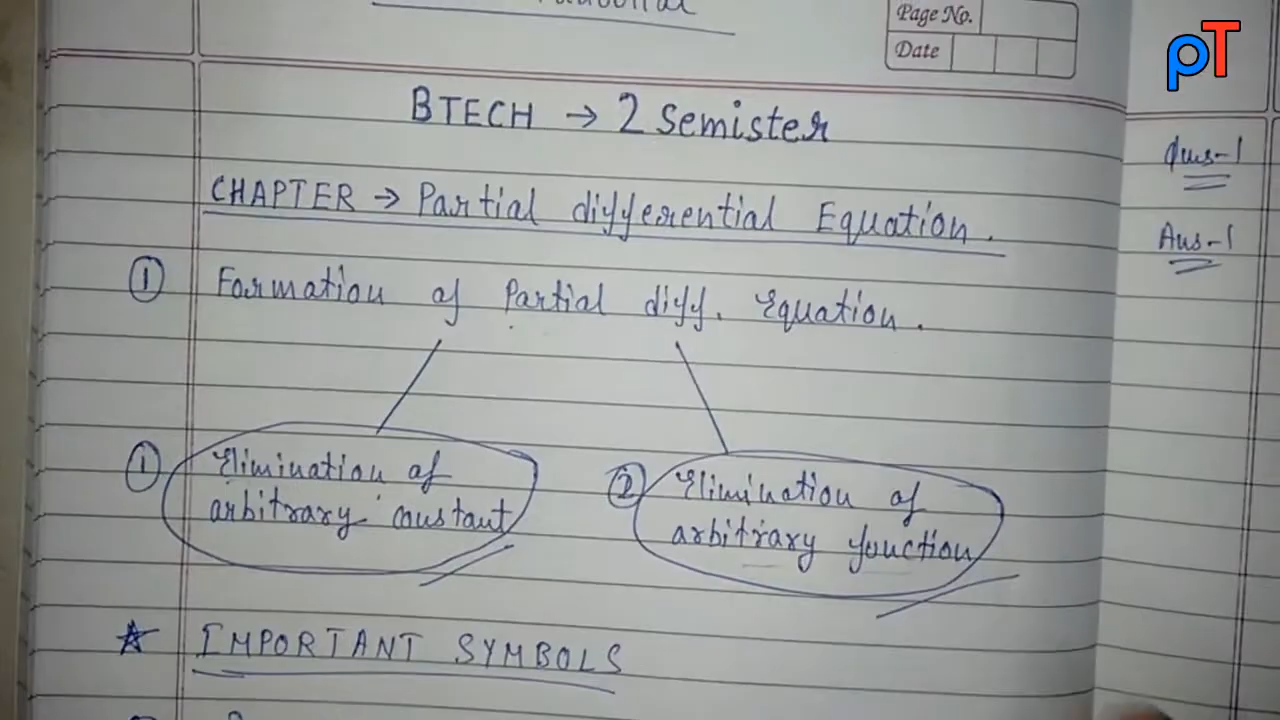 Page No.
Date
PT
BTECH → 2 Semister
Ques-1
CHAPTER → Partial differential Equation.
Ans-1
① Formation of Partial diff. Equation.
① Elimination of
arbitrary constant
② Elimination of
arbitrary function
☆ IMPORTANT SYMBOLS